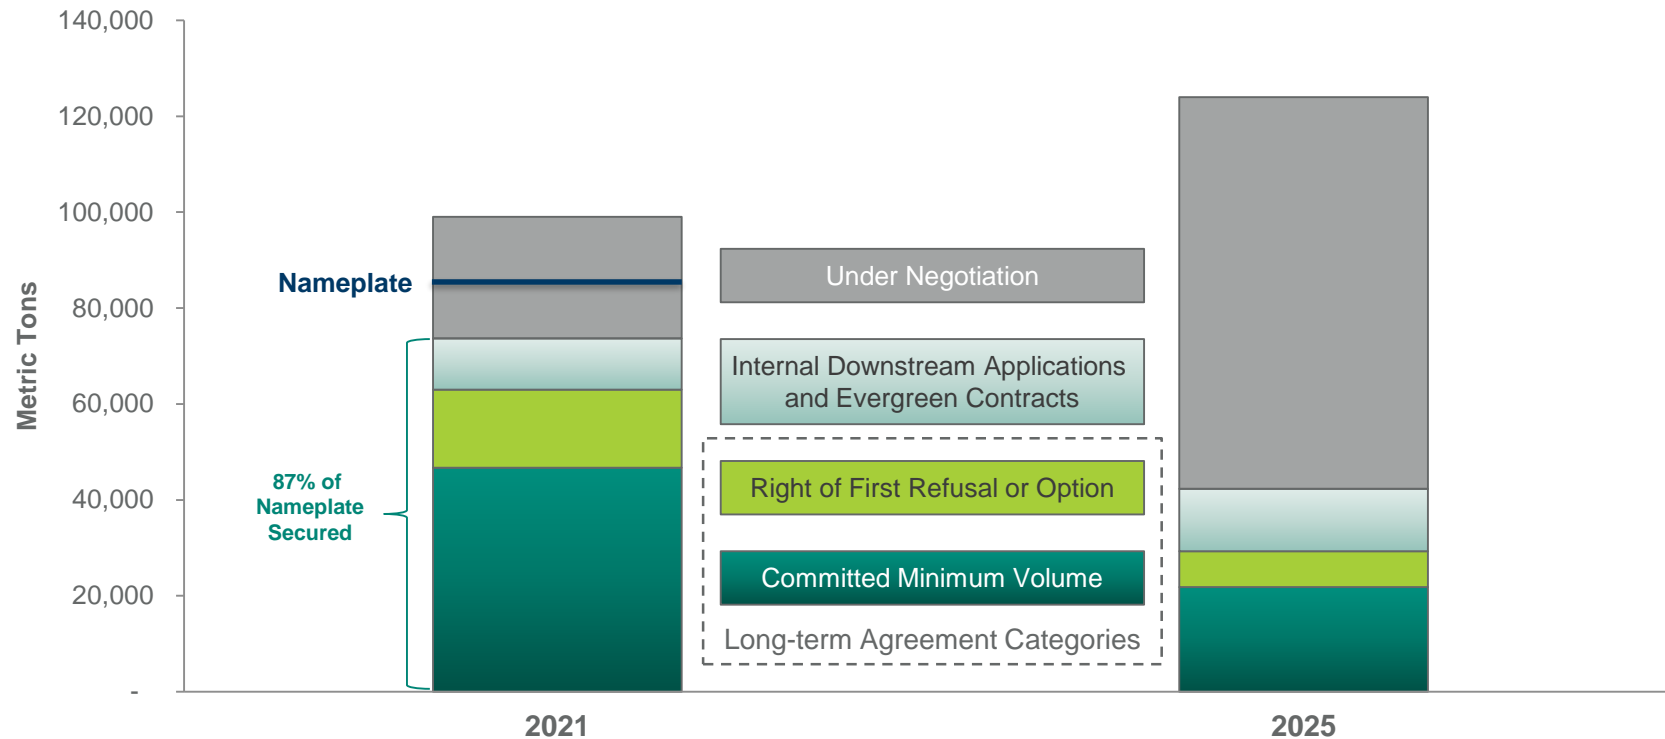 140,000
120,000
100,000
80,000
60,000
40,000
20,000
-
Metric Tons
Nameplate
87% of
Nameplate
Secured
Under Negotiation
Internal Downstream Applications
and Evergreen Contracts
Right of First Refusal or Option
Committed Minimum Volume
Long-term Agreement Categories
2021
2025